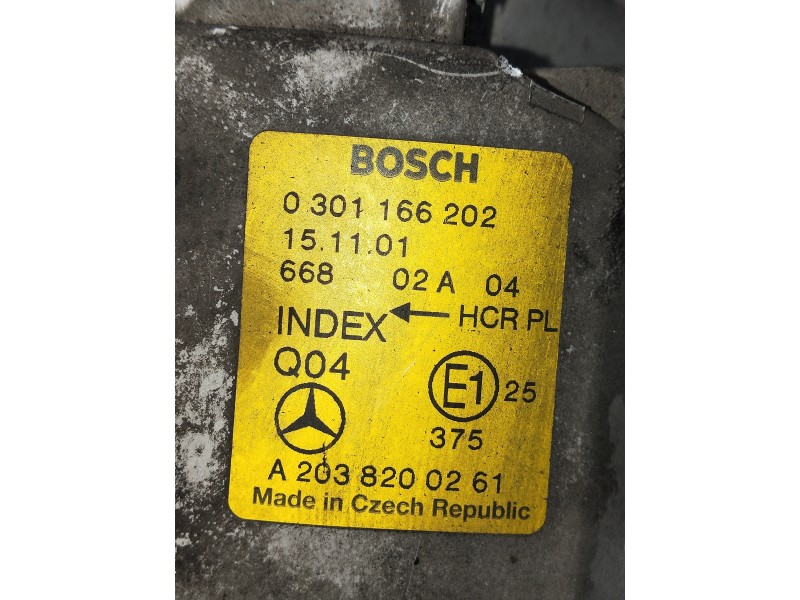 BOSCH
0 301 166 202
15.11.01
668 02 A 04
INDEX ← HCR PL
Q04
E1 25
375
A 203 820 02 61
Made in Czech Republic